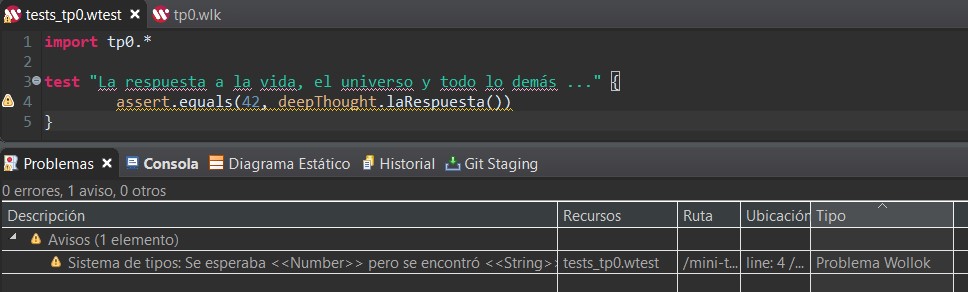 tests_tp0.wtest tp0.wlk
1 import tp0.*
2
3 test "La respuesta a la vida, el universo y todo lo demás ..." {
4 assert.equals(42, deepThought.laRespuesta())
5 }
Problemas Consola Diagrama Estático Historial Git Staging
0 errores, 1 aviso, 0 otros
Descripción Recursos Ruta Ubicación Tipo
Avisos (1 elemento)
Sistema de tipos: Se esperaba <<Number>> pero se encontró <<String>> tests_tp0.wtest /mini-t... line: 4 /... Problema Wollok